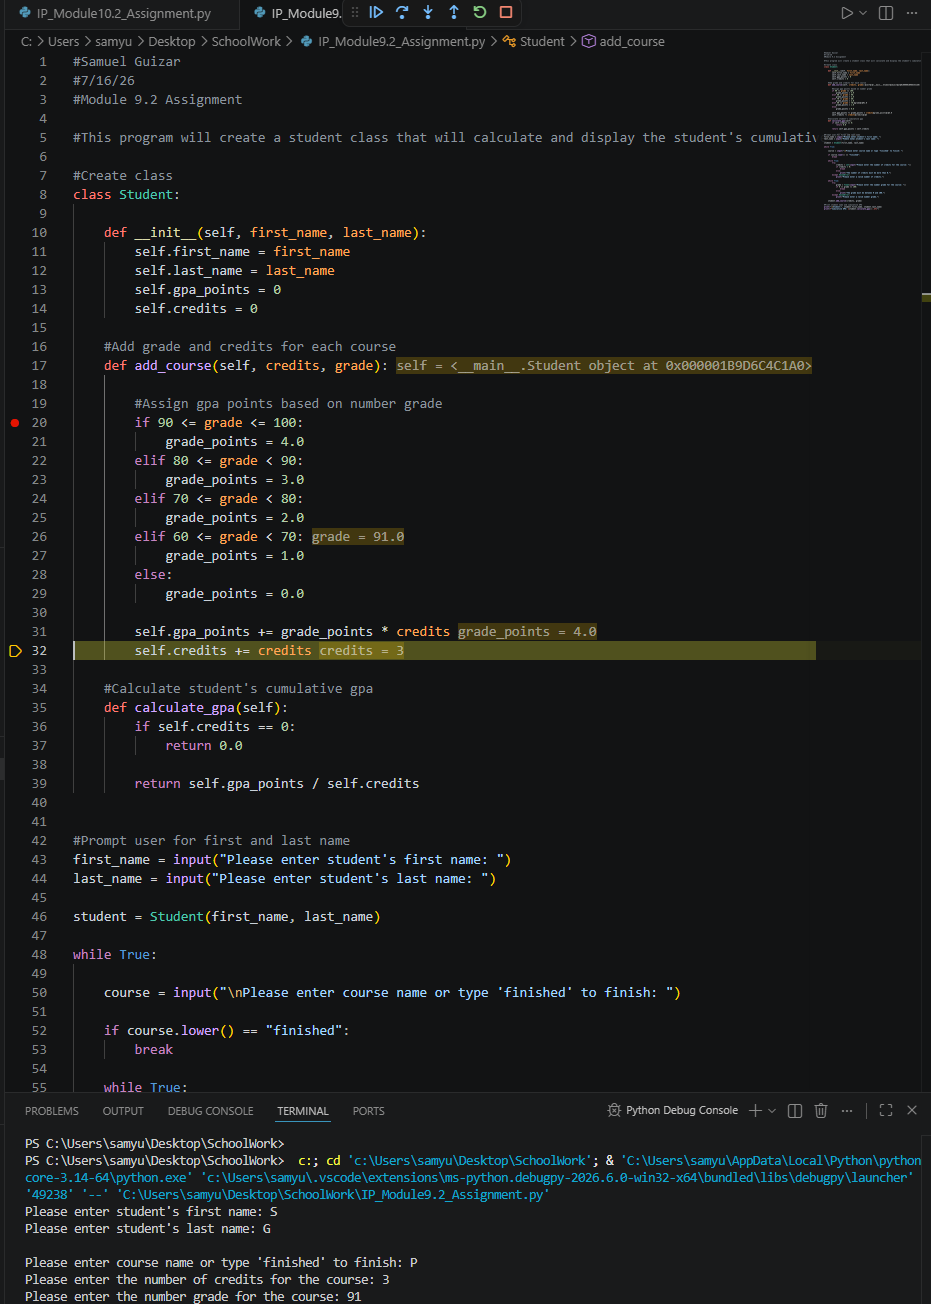 IP_Module10.2_Assignment.py
IP_Module9.
C: > Users > samyu > Desktop > SchoolWork > IP_Module9.2_Assignment.py > Student > add_course
1 #Samuel Guizar
2 #7/16/26
3 #Module 9.2 Assignment
4
5 #This program will create a student class that will calculate and display the student's cumulativ
6
7 #Create class
8 class Student:
9
10 def __init__(self, first_name, last_name):
11 self.first_name = first_name
12 self.last_name = last_name
13 self.gpa_points = 0
14 self.credits = 0
15
16 #Add grade and credits for each course
17 def add_course(self, credits, grade): self = <__main__.Student object at 0x000001B9D6C4C1A0>
18
19 #Assign gpa points based on number grade
20 if 90 <= grade <= 100:
21 grade_points = 4.0
22 elif 80 <= grade < 90:
23 grade_points = 3.0
24 elif 70 <= grade < 80:
25 grade_points = 2.0
26 elif 60 <= grade < 70: grade = 91.0
27 grade_points = 1.0
28 else:
29 grade_points = 0.0
30
31 self.gpa_points += grade_points * credits grade_points = 4.0
32 self.credits += credits credits = 3
33
34 #Calculate student's cumulative gpa
35 def calculate_gpa(self):
36 if self.credits == 0:
37 return 0.0
38
39 return self.gpa_points / self.credits
40
41
42 #Prompt user for first and last name
43 first_name = input("Please enter student's first name: ")
44 last_name = input("Please enter student's last name: ")
45
46 student = Student(first_name, last_name)
47
48 while True:
49
50 course = input("\nPlease enter course name or type 'finished' to finish: ")
51
52 if course.lower() == "finished":
53 break
54
55 while True:
PROBLEMS OUTPUT DEBUG CONSOLE TERMINAL PORTS Python Debug Console
PS C:\Users\samyu\Desktop\SchoolWork>
PS C:\Users\samyu\Desktop\SchoolWork> c:; cd 'c:\Users\samyu\Desktop\SchoolWork'; & 'C:\Users\samyu\AppData\Local\Python\python
core-3.14-64\python.exe' 'c:\Users\samyu\.vscode\extensions\ms-python.debugpy-2026.6.0-win32-x64\bundled\libs\debugpy\launcher'
'49238' '--' 'C:\Users\samyu\Desktop\SchoolWork\IP_Module9.2_Assignment.py'
Please enter student's first name: S
Please enter student's last name: G

Please enter course name or type 'finished' to finish: P
Please enter the number of credits for the course: 3
Please enter the number grade for the course: 91